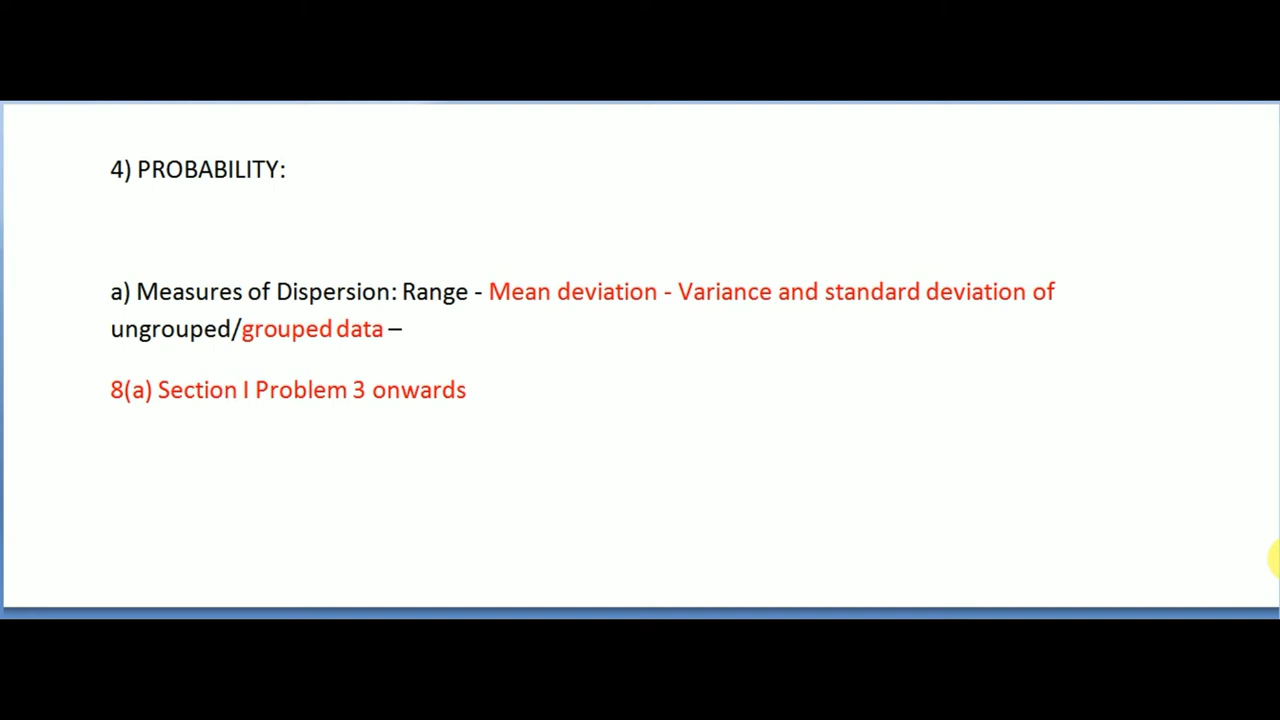 4) PROBABILITY:
a) Measures of Dispersion: Range - Mean deviation - Variance and standard deviation of
ungrouped/grouped data –
8(a) Section I Problem 3 onwards